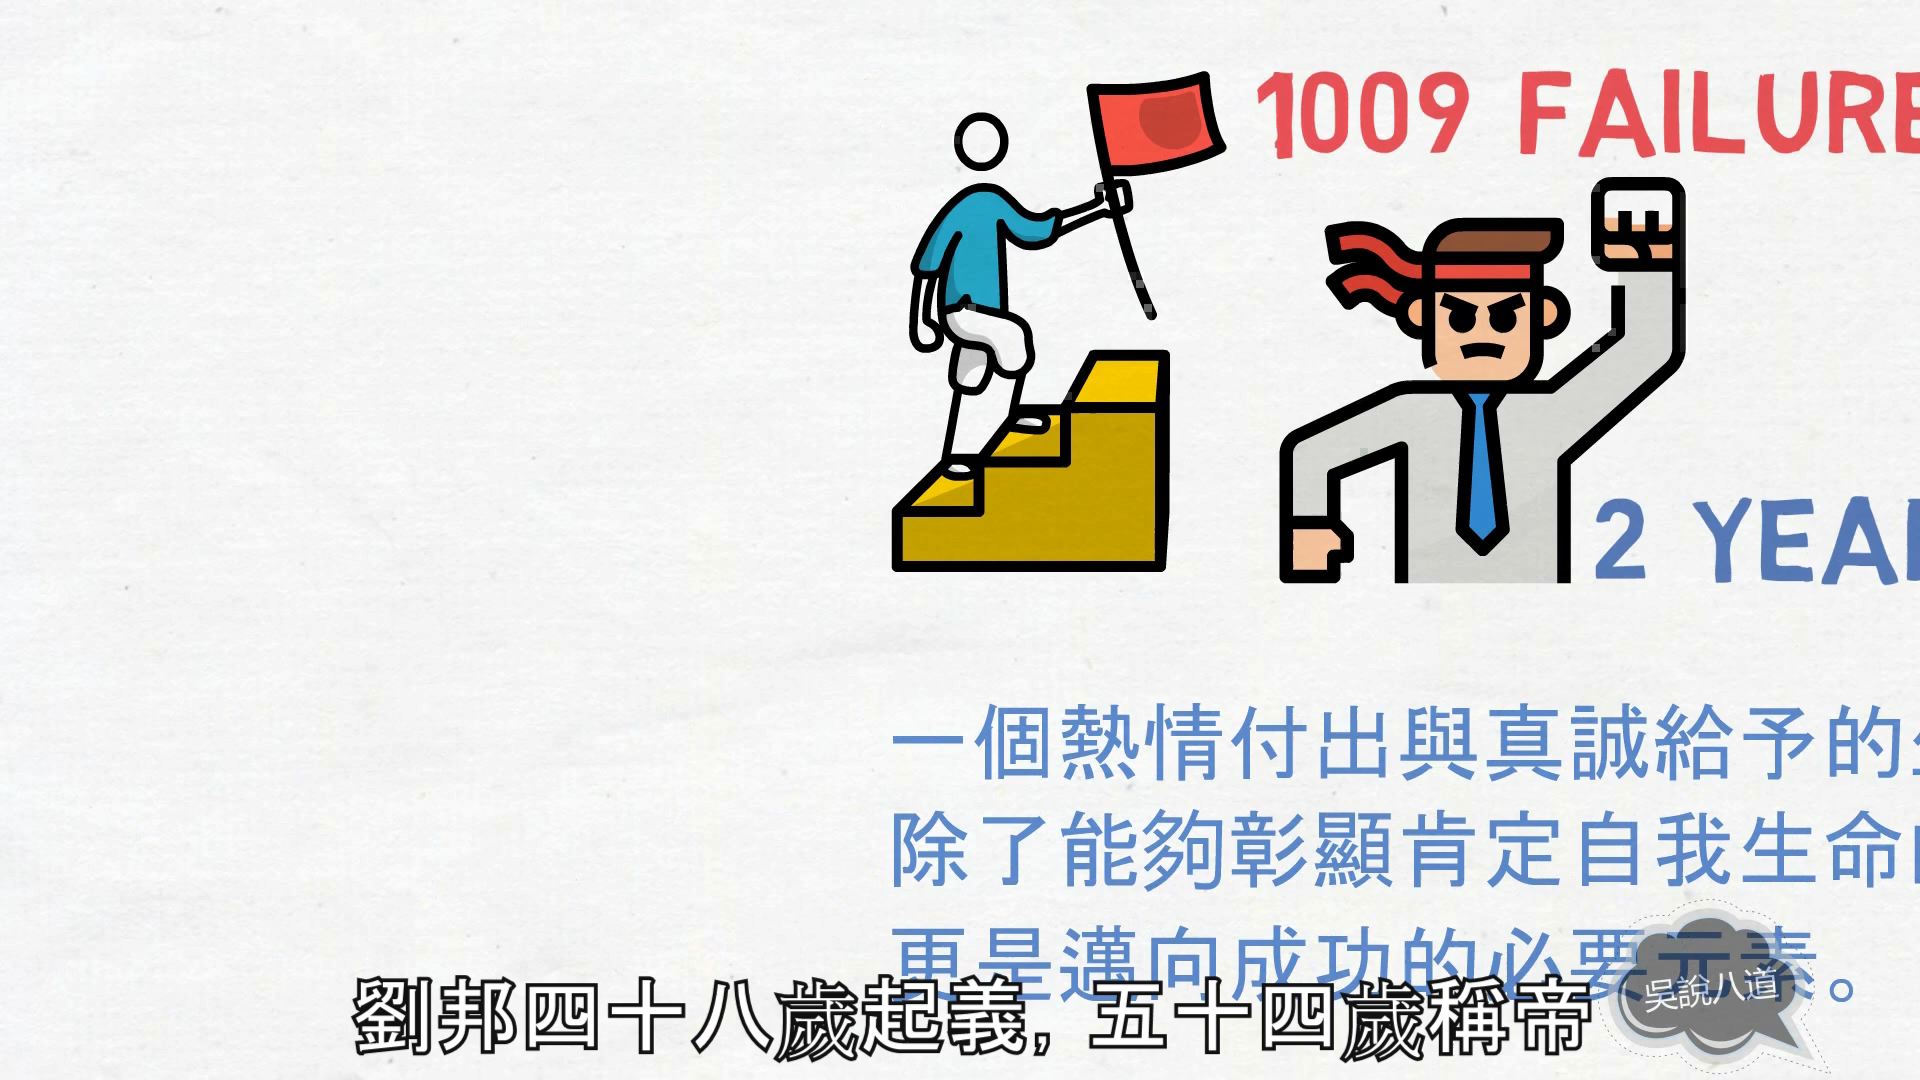 1009 FAILURE
2 YEA
一個熱情付出與真誠給予的
除了能夠彰顯肯定自我生命
更是邁向成功的必要元素。
劉邦四十八歲起義, 五十四歲稱帝
吳說八道